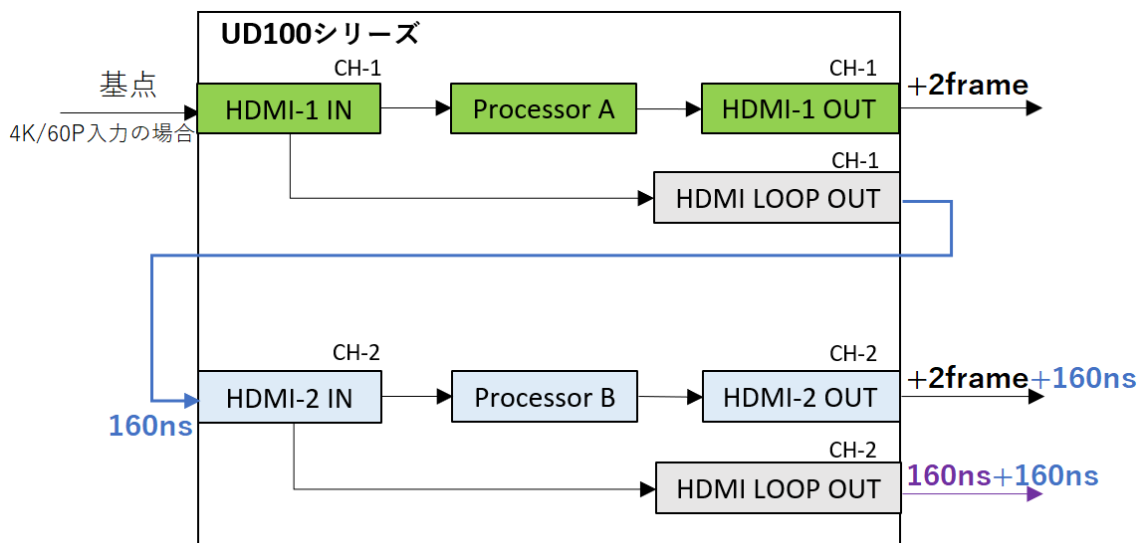 UD100シリーズ
基点
4K/60P入力の場合
CH-1
HDMI-1 IN
Processor A
CH-1
HDMI-1 OUT
+2frame
CH-1
HDMI LOOP OUT
160ns
CH-2
HDMI-2 IN
Processor B
CH-2
HDMI-2 OUT
+2frame+160ns
CH-2
HDMI LOOP OUT
160ns+160ns